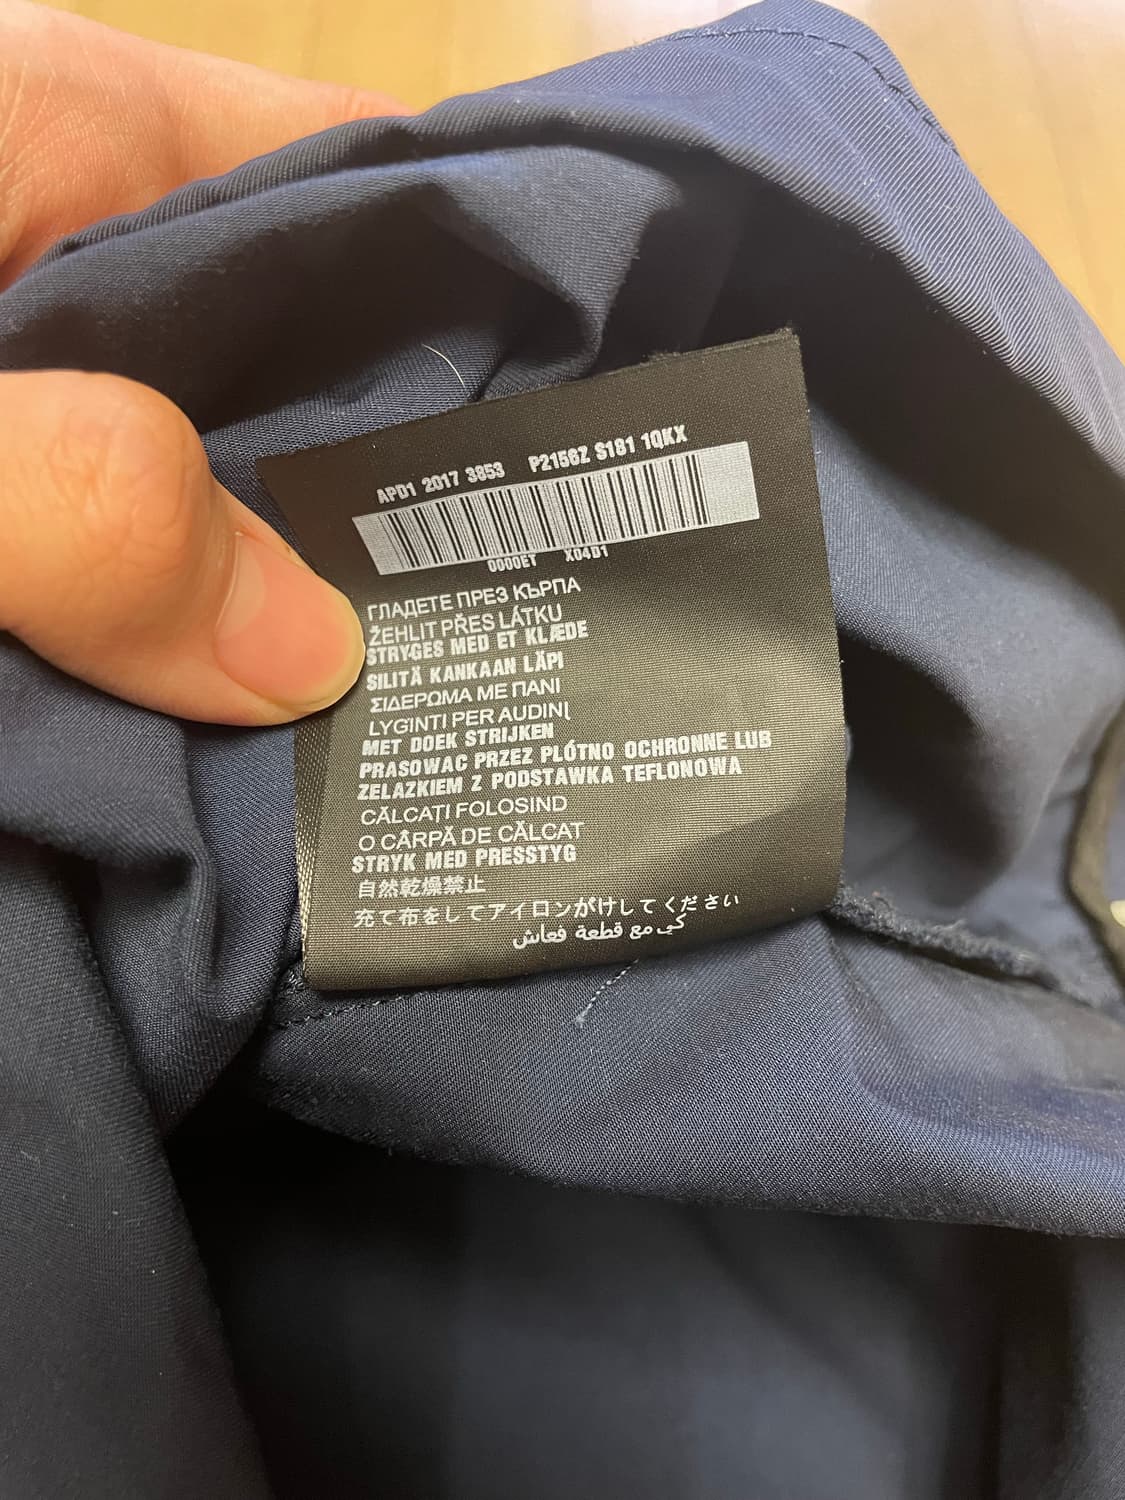 APD1 2017 3853 P2156Z S181 1QKX
0000ET X04D1
ГЛАДЕТЕ ПРЕЗ КЪРПА
ŽEHLIT PŘES LÁTKU
STRYGES MED ET KLÆDE
SILITÄ KANKAAN LÄPI
ΣΙΔΕΡΩΜΑ ΜΕ ΠΑΝΙ
LYGINTI PER AUDINĮ
MET DOEK STRIJKEN
PRASOWAC PRZEZ PLÓTNO OCHRONNE LUB
ZELAZKIEM Z PODSTAWKA TEFLONOWA
CĂLCAȚI FOLOSIND
O CÂRPĂ DE CĂLCAT
STRYK MED PRESSTYG
自然乾燥禁止
充て布をしてアイロンがけしてください
كي مع قطعة قماش